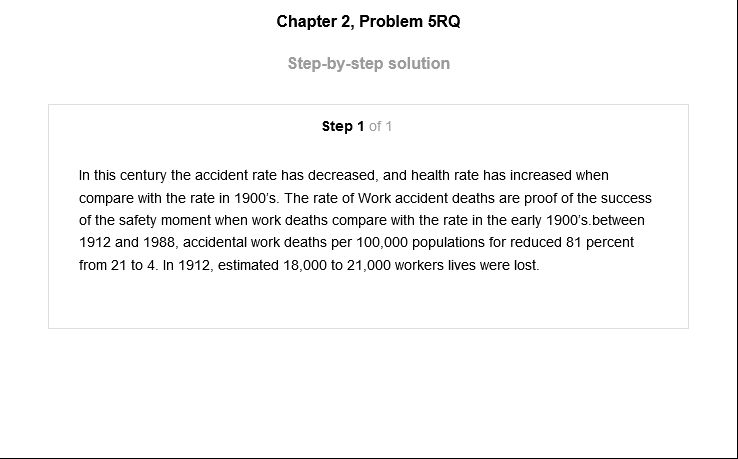 Chapter 2, Problem 5RQ
Step-by-step solution
Step 1 of 1
In this century the accident rate has decreased, and health rate has increased when
compare with the rate in 1900's. The rate of Work accident deaths are proof of the success
of the safety moment when work deaths compare with the rate in the early 1900's.between
1912 and 1988, accidental work deaths per 100,000 populations for reduced 81 percent
from 21 to 4. In 1912, estimated 18,000 to 21,000 workers lives were lost.